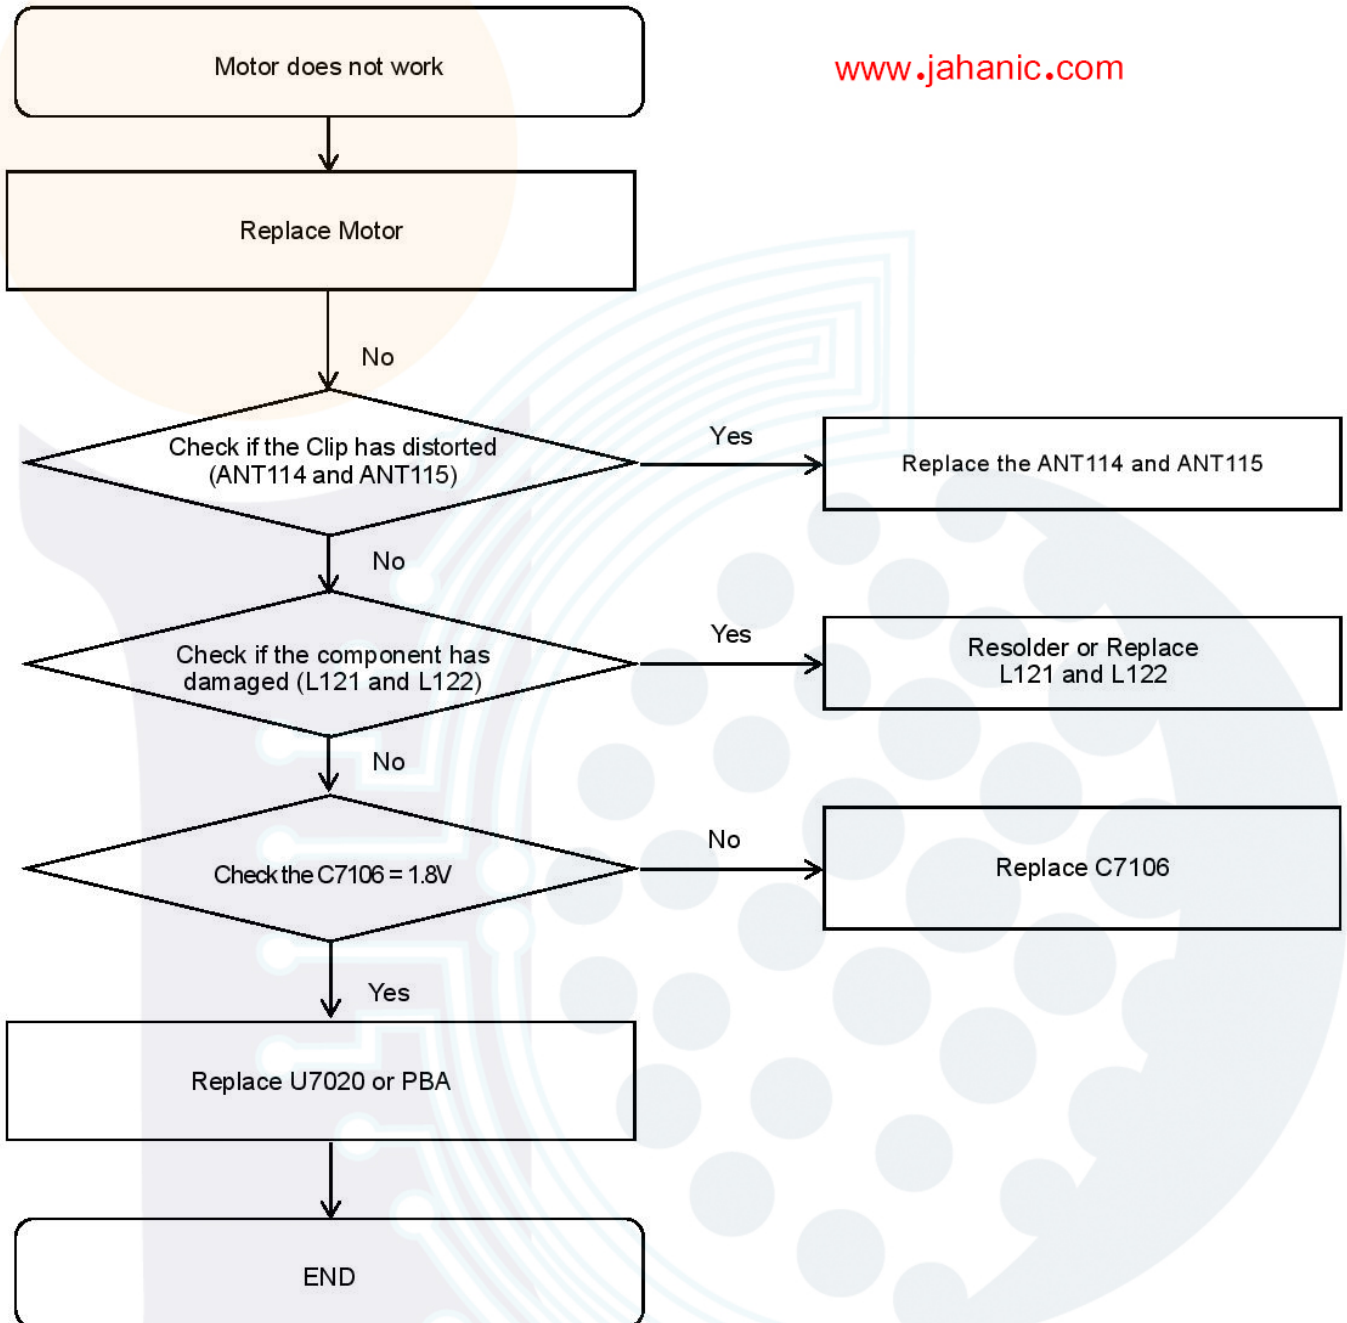 Motor does not work
www.jahanic.com
Replace Motor
No
Check if the Clip has distorted
(ANT114 and ANT115)
Yes
Replace the ANT114 and ANT115
No
Check if the component has
damaged (L121 and L122)
Yes
Resolder or Replace
L121 and L122
No
Check the C7106 = 1.8V
No
Replace C7106
Yes
Replace U7020 or PBA
END